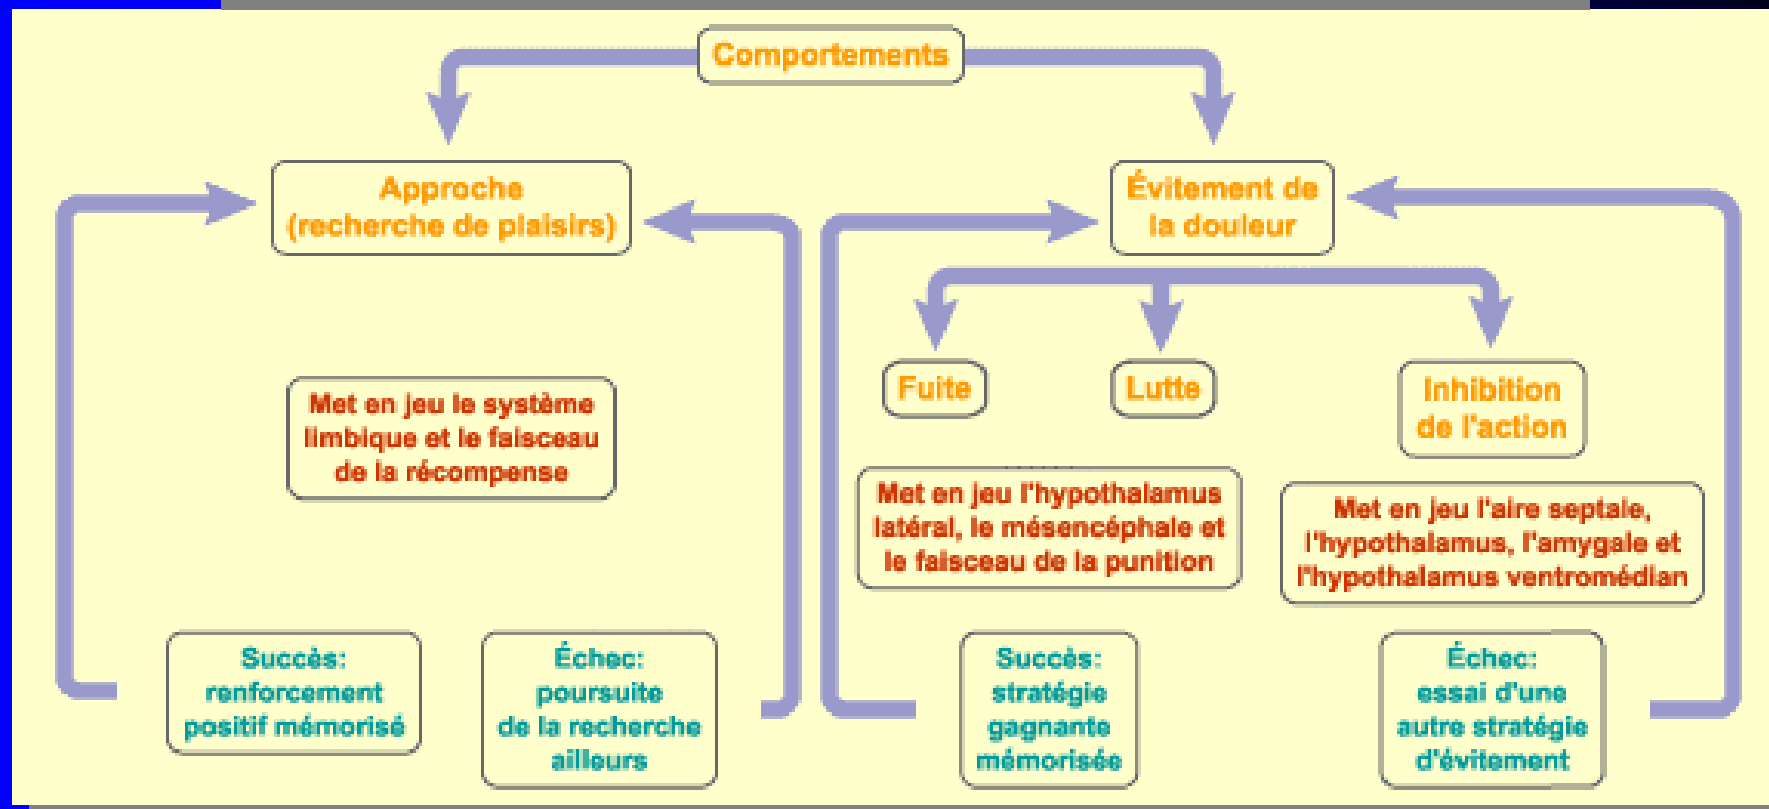 Comportements
Approche
(recherche de plaisirs)
Évitement de
la douleur
Fuite
Lutte
Inhibition
de l'action
Met en jeu le système
limbique et le faisceau
de la récompense
Met en jeu l'hypothalamus
latéral, le mésencéphale et
le faisceau de la punition
Met en jeu l'aire septale,
l'hypothalamus, l'amygale et
l'hypothalamus ventromédian
Succès:
renforcement
positif mémorisé
Échec:
poursuite
de la recherche
ailleurs
Succès:
stratégie
gagnante
mémorisée
Échec:
essai d'une
autre stratégie
d'évitement